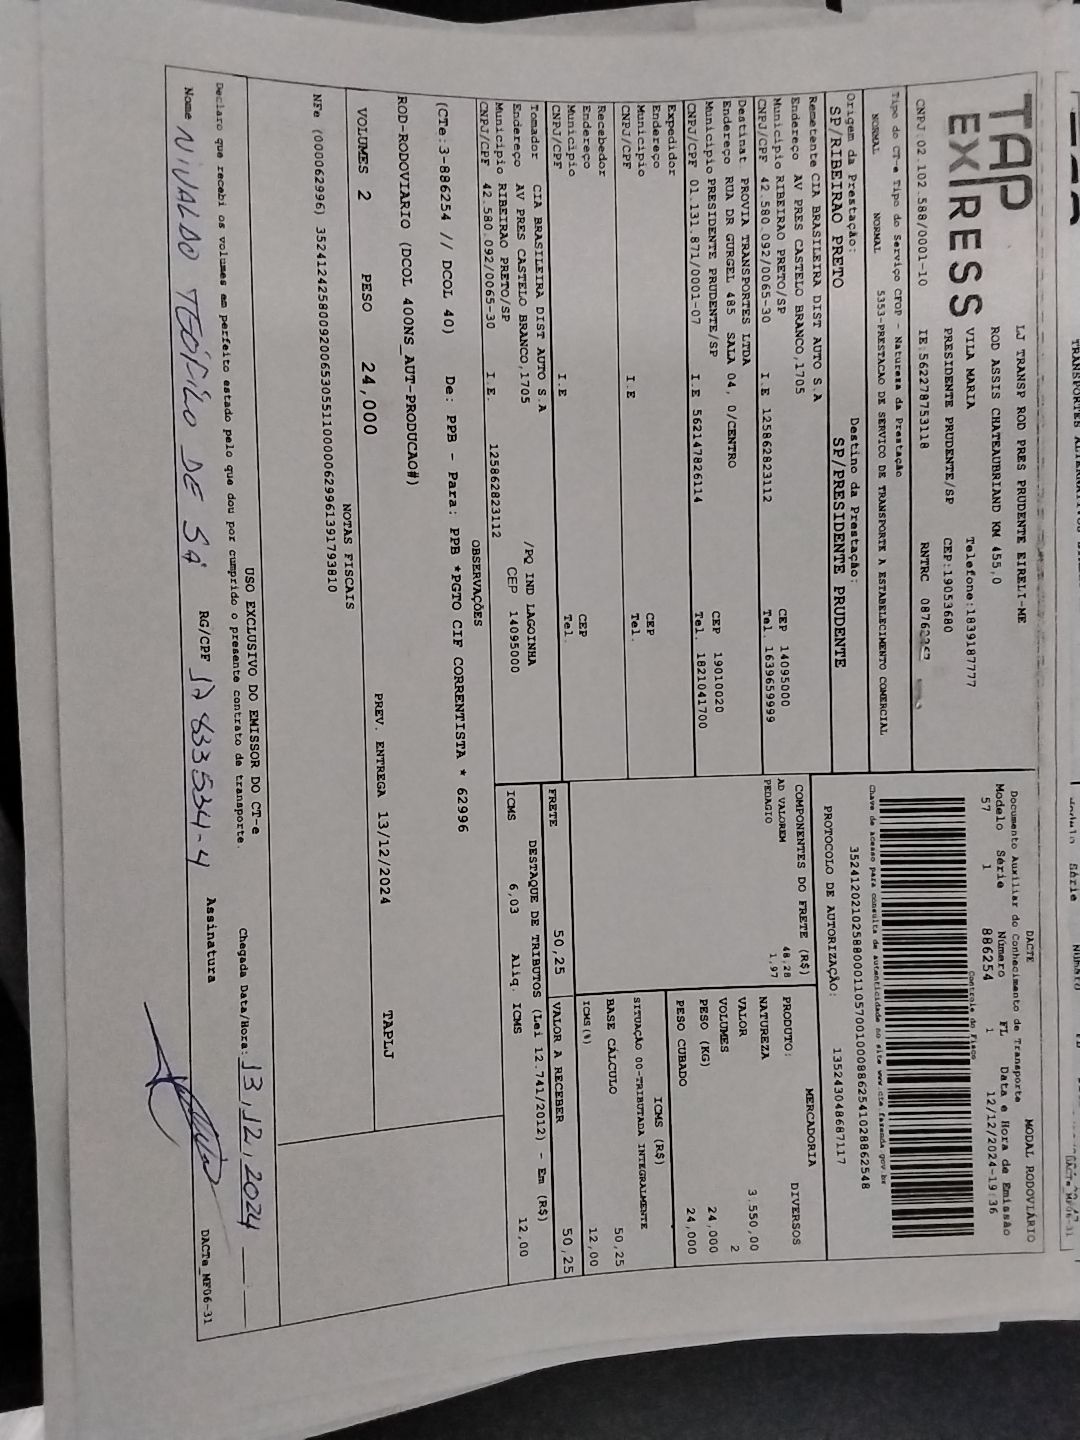 TAP
EXPRESS
LJ TRANSP ROD PRES PRUDENTE EIRELI-ME
ROD ASSIS CHATEAUBRIAND KM 455,0
VILA MARIA Telefone:1839187777
PRESIDENTE PRUDENTE/SP CEP:19053680
CNPJ:02.102.588/0001-10 IE:562278753118 RNTRC
Tipo do CT-e Tipo do Serviço CFOP - Natureza da Prestação
NORMAL NORMAL 5353-PRESTACAO DE SERVICO DE TRANSPORTE A ESTABELECIMENTO COMERCIAL
Origem da Prestação: Destino da Prestação:
SP/RIBEIRAO PRETO SP/PRESIDENTE PRUDENTE
DACTE MODAL RODOVIÁRIO
Documento Auxiliar do Conhecimento de Transporte
Modelo Série Número FL Data e Hora de Emissão
57 1 886254 1 12/12/2024-19:36
Controle do Fisco
Chave de acesso para consulta de autenticidade no site www.cte.fazenda.gov.br
35241202102588000110570010008862541028862548
PROTOCOLO DE AUTORIZAÇÃO: 135243048687117
Remetente CIA BRASILEIRA DIST AUTO S.A
Endereço AV PRES CASTELO BRANCO,1705
Municipio RIBEIRAO PRETO/SP CEP 14095000
CNPJ/CPF 42.580.092/0065-30 I.E 125862823112 Tel. 1639659999
Destinat PROVIA TRANSPORTES LTDA
Endereço RUA DR GURGEL 485 SALA 04, 0/CENTRO
Municipio PRESIDENTE PRUDENTE/SP CEP 19010020
CNPJ/CPF 01.131.871/0001-07 I.E 562147826114 Tel. 1821041700
Expedidor
Endereço
Municipio CEP
CNPJ/CPF I.E Tel.
Recebedor
Endereço
Municipio CEP
CNPJ/CPF I.E Tel.
Tomador CIA BRASILEIRA DIST AUTO S.A
Endereço AV PRES CASTELO BRANCO,1705 /PQ IND LAGOINHA
Municipio RIBEIRAO PRETO/SP CEP 14095000
CNPJ/CPF 42.580.092/0065-30 I.E. 125862823112
COMPONENTES DO FRETE (R$)
AD VALOREM 48,28
PEDAGIO 1,97
MERCADORIA
PRODUTO: DIVERSOS
NATUREZA
VALOR 3.550,00
VOLUMES 2
PESO (KG) 24,000
PESO CUBADO 24,000
ICMS (R$)
SITUAÇÃO 00-TRIBUTADA INTEGRALMENTE
BASE CÁLCULO 50,25
ICMS(%) 12,00
FRETE 50,25 VALOR A RECEBER 50,25
DESTAQUE DE TRIBUTOS (Lei 12.741/2012) - Em (R$)
ICMS 6,03 Aliq. ICMS 12,00
OBSERVAÇÕES
(CTe:3-886254 // DCOL 40) De: PPB - Para: PPB *PGTO CIF CORRENTISTA * 62996
ROD-RODOVIARIO (DCOL 400NS_AUT-PRODUCAO#)
VOLUMES 2 PESO 24,000 PREV. ENTREGA 13/12/2024 TAPLJ
NOTAS FISCAIS
NFe (000062996) 35241242580092006530551100000629961391793810
USO EXCLUSIVO DO EMISSOR DO CT-e
Declaro que recebi os volumes em perfeito estado pelo que dou por cumprido o presente contrato de transporte. Chegada Data/Hora: 13,12,2024
Nome NIVALDO TEÓFILO DE SÁ RG/CPF 17833534-4 Assinatura
DACTe_MF06-31